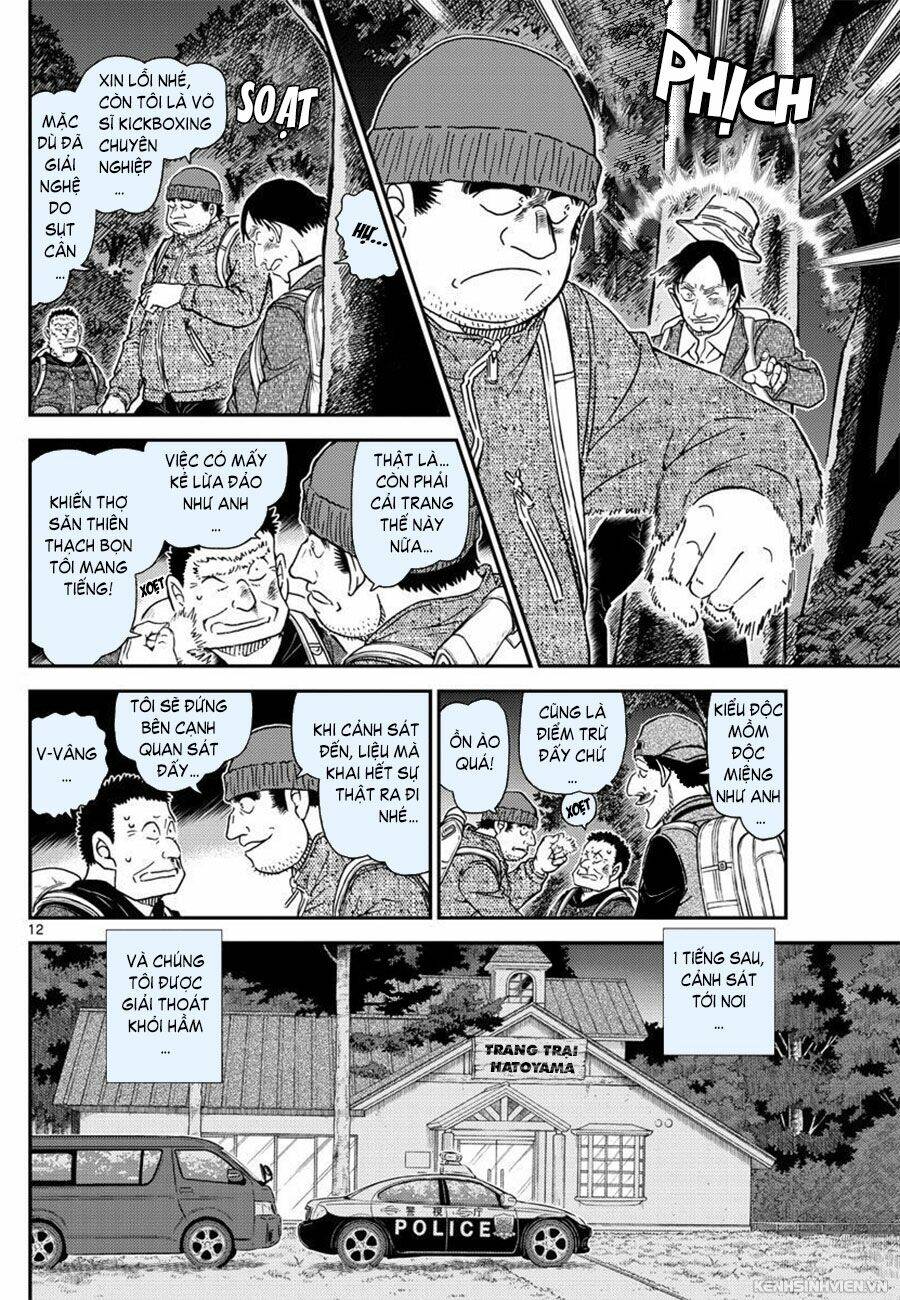 PHỊCH
SOẠT
XIN LỖI NHÉ,
CÒN TÔI LÀ VÕ
SĨ KICKBOXING
CHUYÊN
NGHIỆP
...
MẶC
DÙ ĐÃ
GIẢI
NGHỆ
DO
SỤT
CÂN
...
HỰ...
THẬT LÀ...
CÒN PHẢI
CẢI TRANG
THẾ NÀY
NỮA...
VIỆC CÓ MẤY
KẺ LỪA ĐẢO
NHƯ ANH
...
KHIẾN THỢ
SĂN THIÊN
THẠCH BỌN
TÔI MANG
TIẾNG!
XOẸT
KIỂU ĐỘC
MỒM
ĐỘC
MIỆNG
NHƯ ANH
CŨNG LÀ
ĐIỂM TRỪ
ĐẤY CHỨ
...
ỒN ÀO
QUÁ!
XOẸT
KHI CẢNH SÁT
ĐẾN, LIỆU MÀ
KHAI HẾT SỰ
THẬT RA ĐI
NHÉ...
TÔI SẼ ĐỨNG
BÊN CẠNH
QUAN SÁT
ĐẤY...
V-VÂNG
...
12
1 TIẾNG SAU,
CẢNH SÁT
TỚI NƠI
...
VÀ CHÚNG
TÔI ĐƯỢC
GIẢI THOÁT
KHỎI HẦM
...
TRANG TRẠI
HATOYAMA
警視庁
POLICE
KENHSINHVIEN.VN